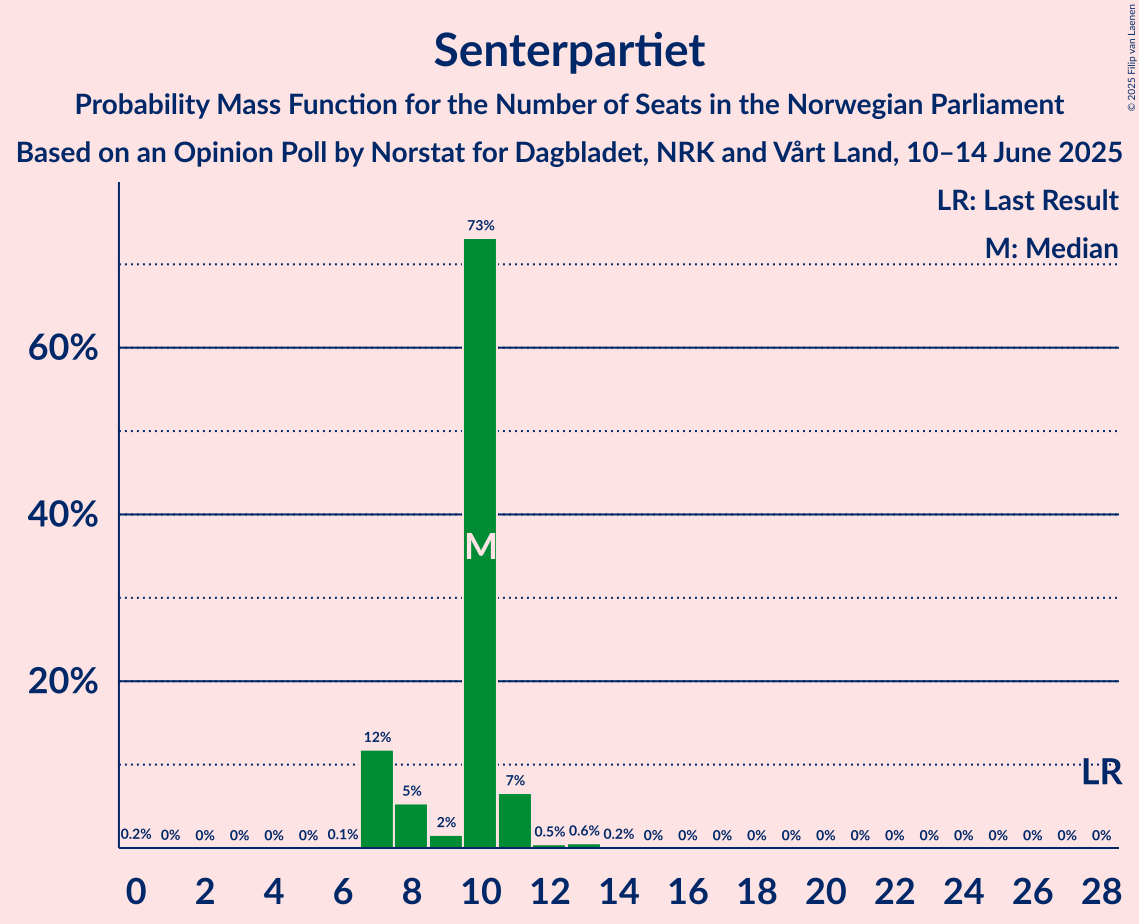 Senterpartiet
Probability Mass Function for the Number of Seats in the Norwegian Parliament
Based on an Opinion Poll by Norstat for Dagbladet, NRK and Vårt Land, 10–14 June 2025
© 2025 Filip van Laenen
LR: Last Result
M: Median
73%
60%
40%
M
20%
12%
LR
7%
5%
2%
0.2% 0% 0% 0% 0% 0% 0.1% 0.5% 0.6% 0.2% 0% 0% 0% 0% 0% 0% 0% 0% 0% 0% 0% 0% 0% 0%
0 2 4 6 8 10 12 14 16 18 20 22 24 26 28